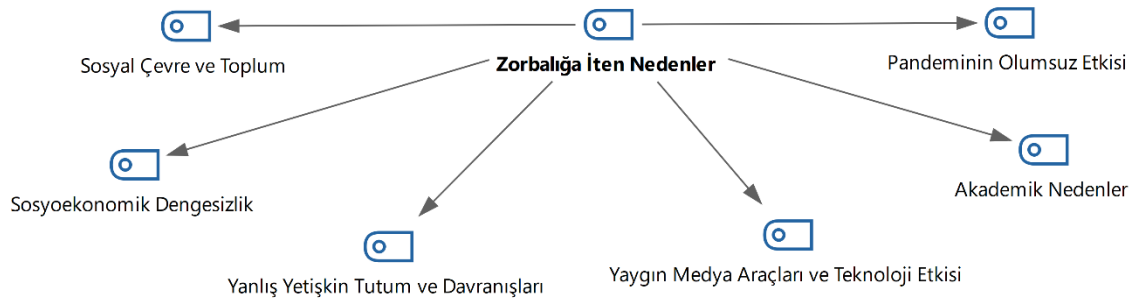 Sosyal Çevre ve Toplum
Zorbalığa İten Nedenler
Pandeminin Olumsuz Etkisi
Sosyoekonomik Dengesizlik
Akademik Nedenler
Yanlış Yetişkin Tutum ve Davranışları
Yaygın Medya Araçları ve Teknoloji Etkisi